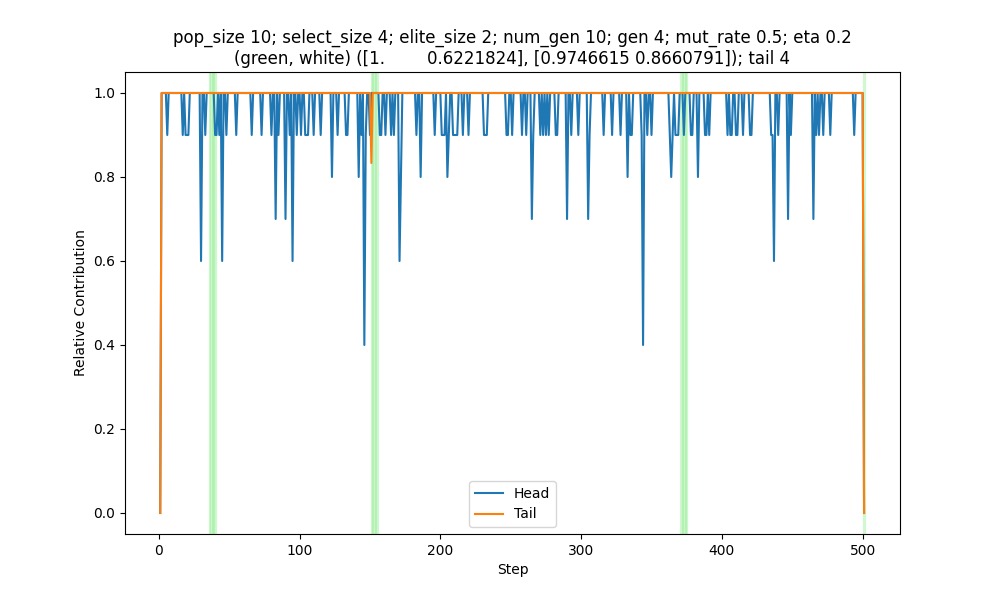 pop_size 10; select_size 4; elite_size 2; num_gen 10; gen 4; mut_rate 0.5; eta 0.2
(green, white) ([1.         0.6221824], [0.9746615 0.8660791]); tail 4
1.0
0.8
0.6
0.4
0.2
0.0
Relative Contribution
Head
Tail
0 100 200 300 400 500
Step